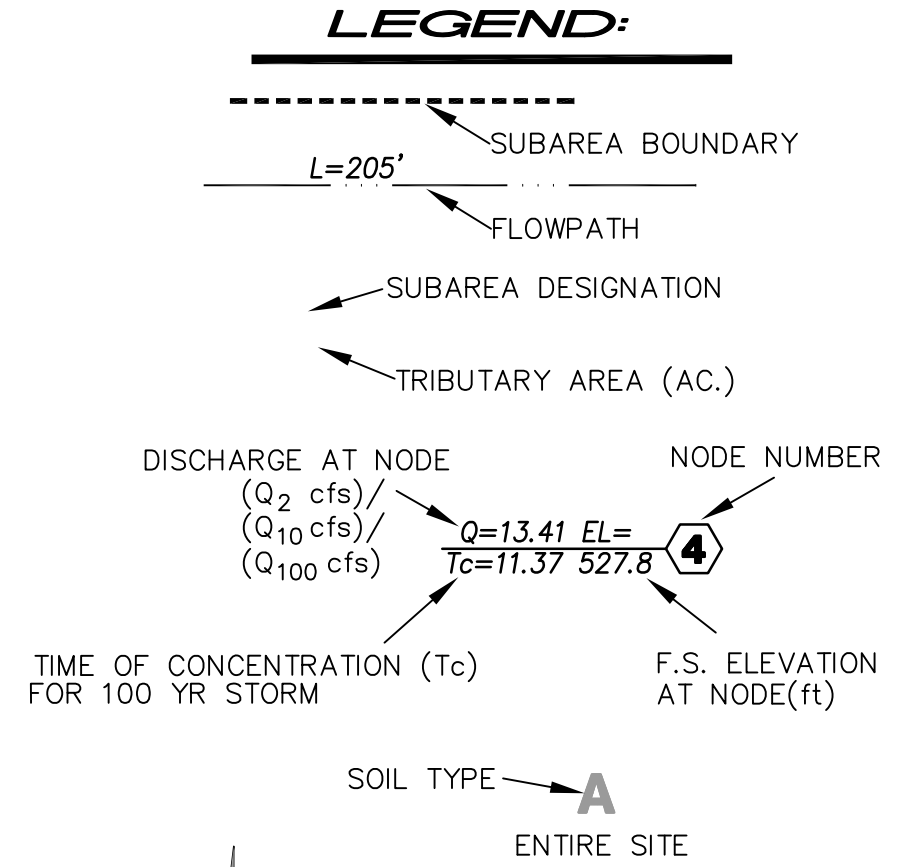 LEGEND:
SUBAREA BOUNDARY
L=205'
FLOWPATH
SUBAREA DESIGNATION
TRIBUTARY AREA (AC.)
DISCHARGE AT NODE
(Q2 cfs)/
(Q10 cfs)/
(Q100 cfs)
NODE NUMBER
Q=13.41 EL=
Tc=11.37 527.8
4
TIME OF CONCENTRATION (Tc)
FOR 100 YR STORM
F.S. ELEVATION
AT NODE(ft)
SOIL TYPE
A
ENTIRE SITE